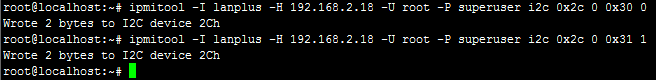 root@localhost:~# ipmitool -I lanplus -H 192.168.2.18 -U root -P superuser i2c 0x2c 0 0x30 0
Wrote 2 bytes to I2C device 2Ch
root@localhost:~# ipmitool -I lanplus -H 192.168.2.18 -U root -P superuser i2c 0x2c 0 0x31 1
Wrote 2 bytes to I2C device 2Ch
root@localhost:~#